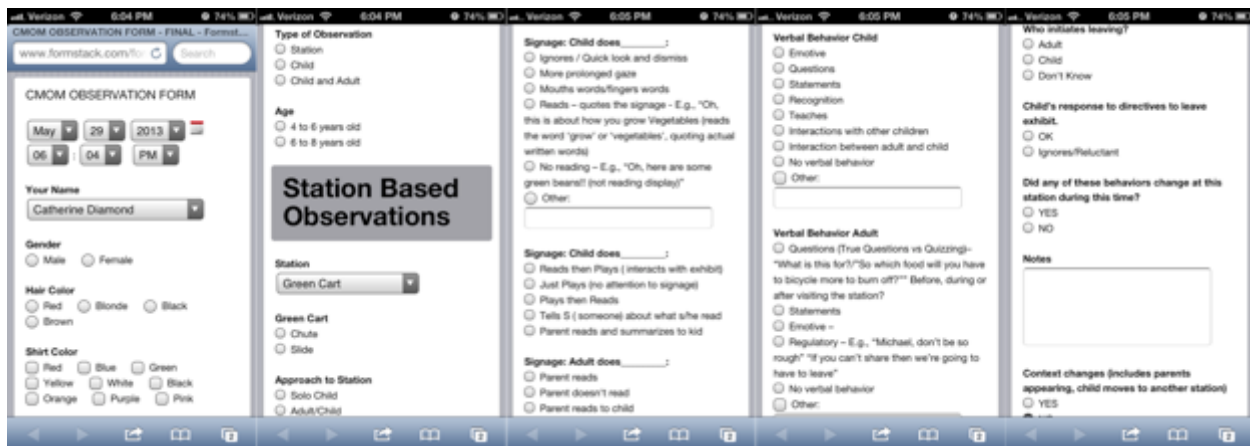 Verizon 6:04 PM 74%
CMOM OBSERVATION FORM - FINAL - Formst...
www.formstack.com/for Search
CMOM OBSERVATION FORM
May 29 2013
06 : 04 PM
Your Name
Catherine Diamond
Gender
Male Female
Hair Color
Red Blonde Black
Brown
Shirt Color
Red Blue Green
Yellow White Black
Orange Purple Pink
2
Verizon 6:04 PM 74%
Type of Observation
Station
Child
Child and Adult
Age
4 to 6 years old
6 to 8 years old
Station Based
Observations
Station
Green Cart
Green Cart
Chute
Slide
Approach to Station
Solo Child
Adult/Child
2
Verizon 6:05 PM 74%
Signage: Child does_______:
Ignores / Quick look and dismiss
More prolonged gaze
Mouths words/fingers words
Reads – quotes the signage - E.g., "Oh,
this is about how you grow Vegetables (reads
the word 'grow' or 'vegetables', quoting actual
written words)
No reading – E.g., "Oh, here are some
green beans!! (not reading display)"
Other:
Signage: Child does_______:
Reads then Plays ( interacts with exhibit)
Just Plays (no attention to signage)
Plays then Reads
Tells S ( someone) about what s/he read
Parent reads and summarizes to kid
Signage: Adult does_______:
Parent reads
Parent doesn't read
Parent reads to child
2
Verizon 6:05 PM 74%
Verbal Behavior Child
Emotive
Questions
Statements
Recognition
Teaches
Interactions with other children
Interaction between adult and child
No verbal behavior
Other:
Verbal Behavior Adult
Questions (True Questions vs Quizzing)–
"What is this for?/"So which food will you have
to bicycle more to burn off?"" Before, during or
after visiting the station?
Statements
Emotive –
Regulatory – E.g., "Michael, don't be so
rough" "If you can't share then we're going to
have to leave"
No verbal behavior
Other:
2
Verizon 6:05 PM 74%
Who initiates leaving?
Adult
Child
Don't Know
Child's response to directives to leave
exhibit.
OK
Ignores/Reluctant
Did any of these behaviors change at this
station during this time?
YES
NO
Notes
Context changes (includes parents
appearing, child moves to another station)
YES
2